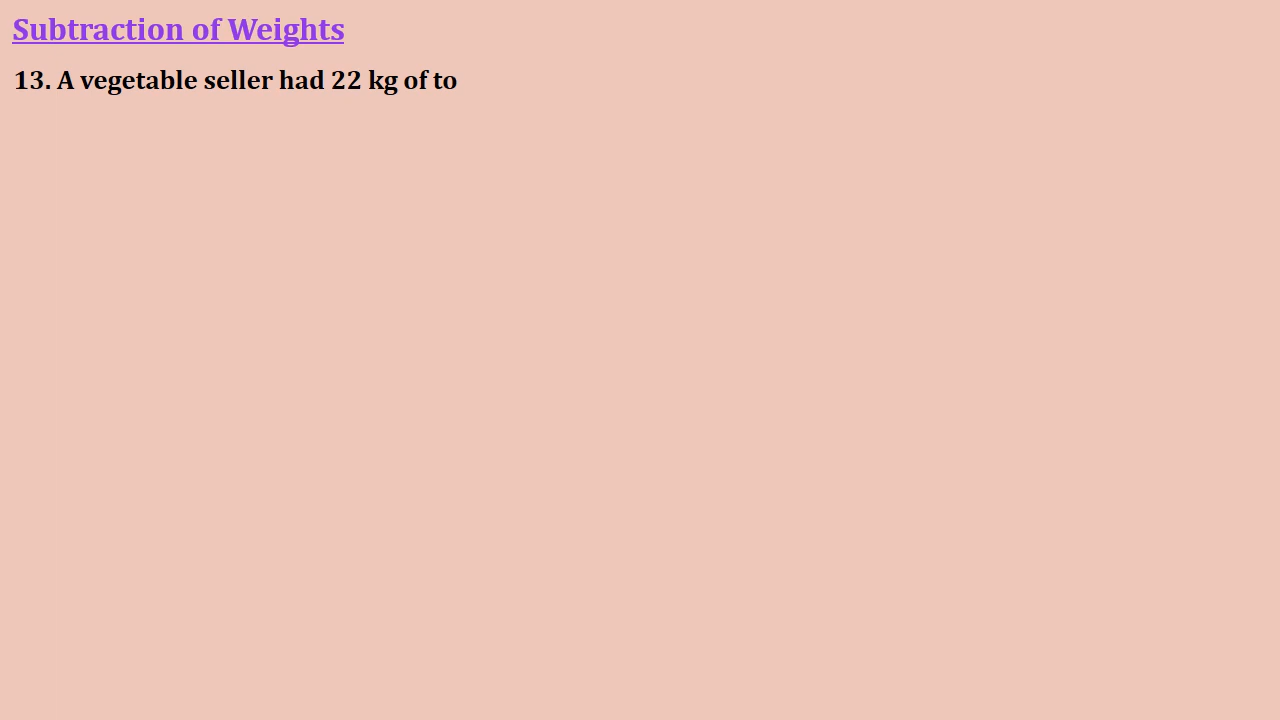 Subtraction of Weights
13. A vegetable seller had 22 kg of to